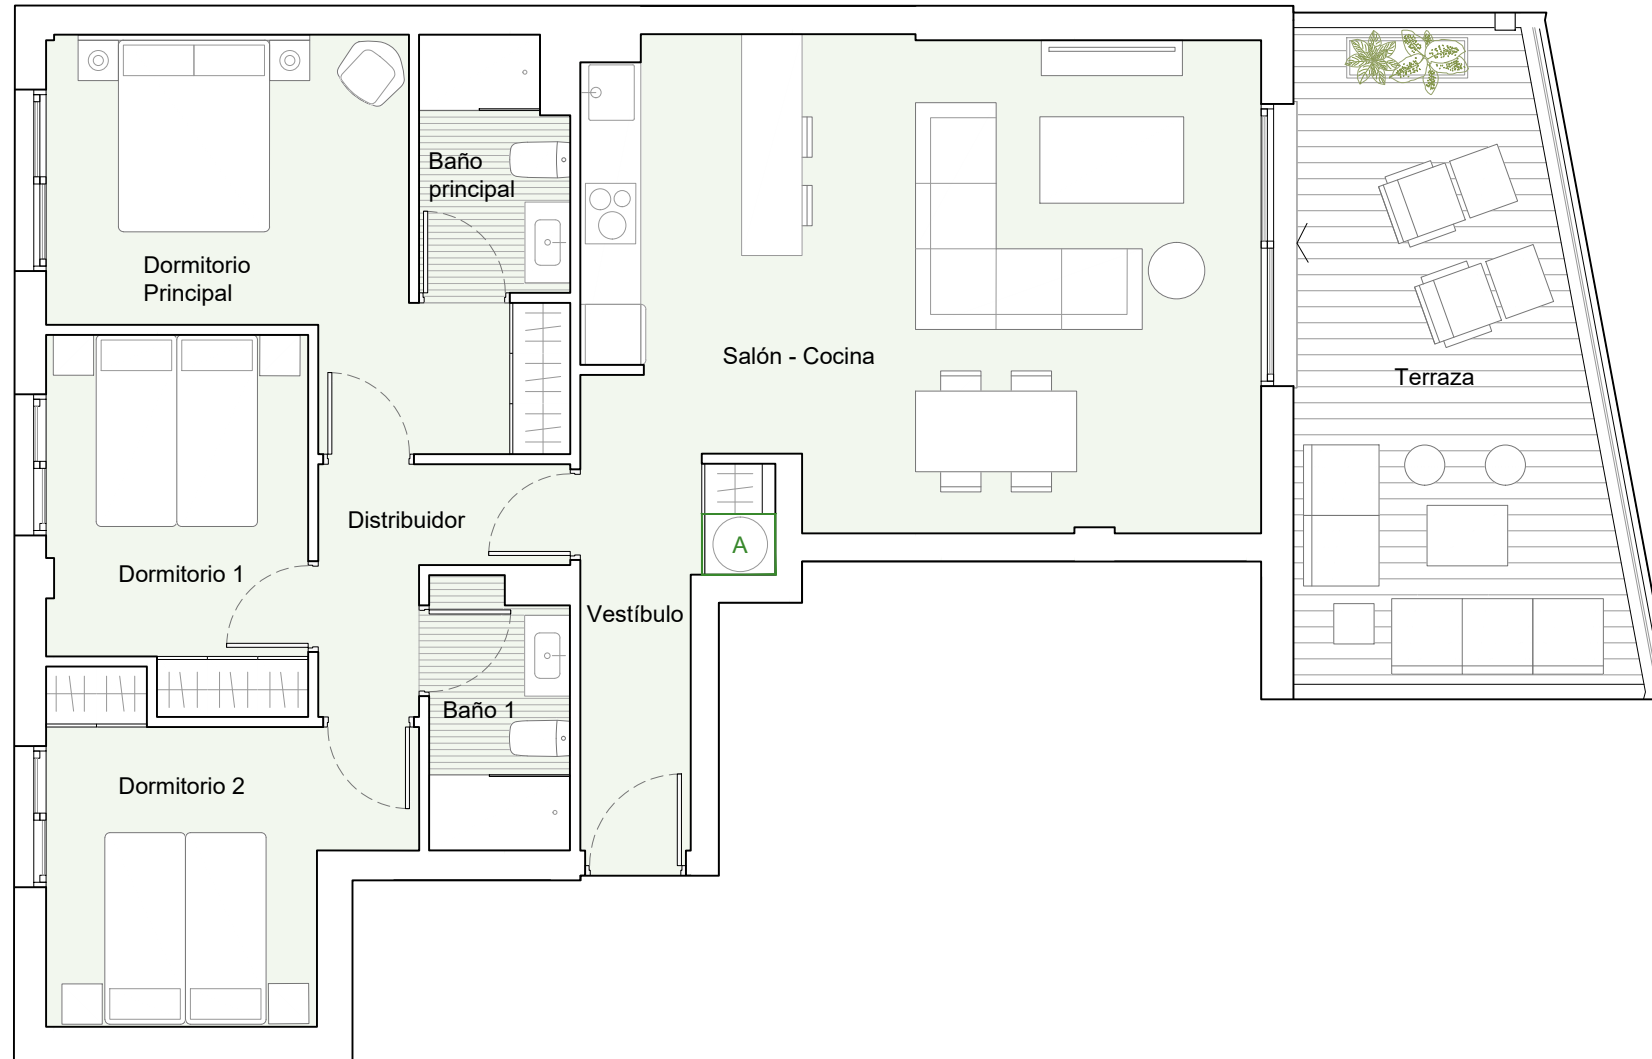 Baño
principal
Dormitorio
Principal
Salón - Cocina
Terraza
Distribuidor
A
Dormitorio 1
Vestíbulo
Baño 1
Dormitorio 2